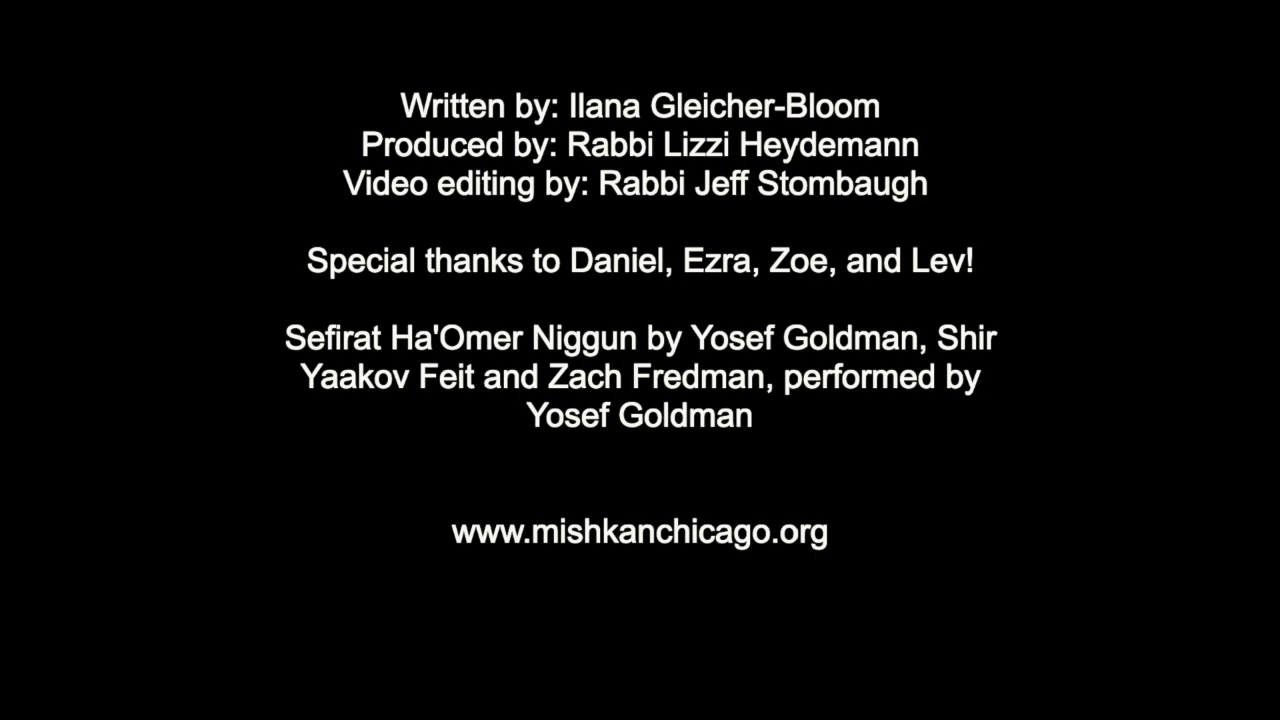 Written by: Ilana Gleicher-Bloom
Produced by: Rabbi Lizzi Heydemann
Video editing by: Rabbi Jeff Stombaugh
Special thanks to Daniel, Ezra, Zoe, and Lev!
Sefirat Ha'Omer Niggun by Yosef Goldman, Shir
Yaakov Feit and Zach Fredman, performed by
Yosef Goldman
www.mishkanchicago.org